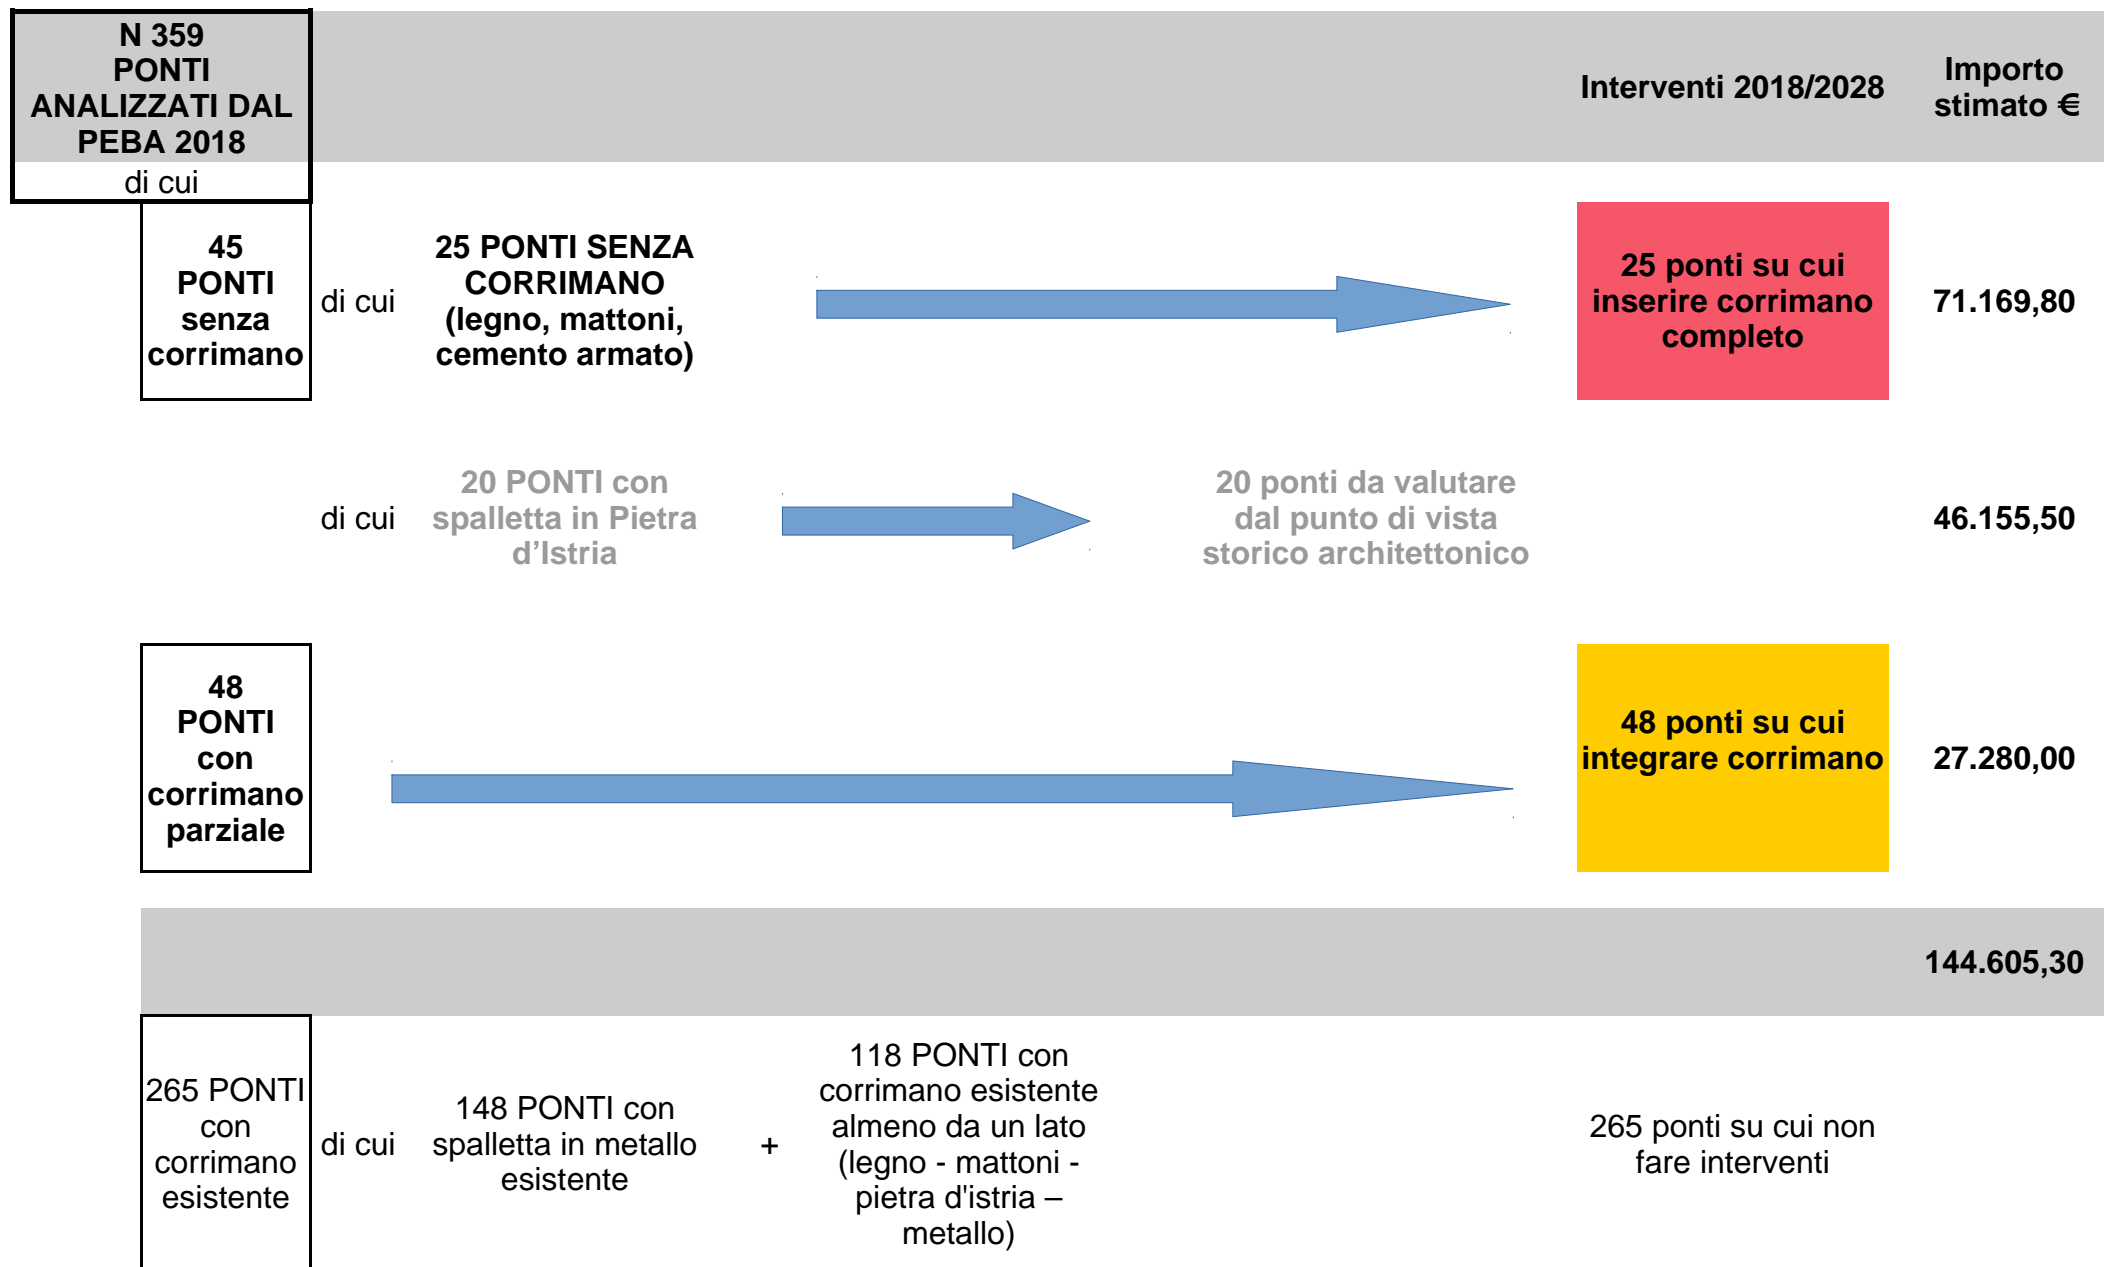 N 359
PONTI
ANALIZZATI DAL
PEBA 2018
di cui
Interventi 2018/2028
Importo
stimato €
45
PONTI
senza
corrimano
di cui
25 PONTI SENZA
CORRIMANO
(legno, mattoni,
cemento armato)
25 ponti su cui
inserire corrimano
completo
71.169,80
di cui
20 PONTI con
spalletta in Pietra
d’Istria
20 ponti da valutare
dal punto di vista
storico architettonico
46.155,50
48
PONTI
con
corrimano
parziale
48 ponti su cui
integrare corrimano
27.280,00
144.605,30
265 PONTI
con
corrimano
esistente
di cui
148 PONTI con
spalletta in metallo
esistente
+
118 PONTI con
corrimano esistente
almeno da un lato
(legno - mattoni -
pietra d'istria –
metallo)
265 ponti su cui non
fare interventi